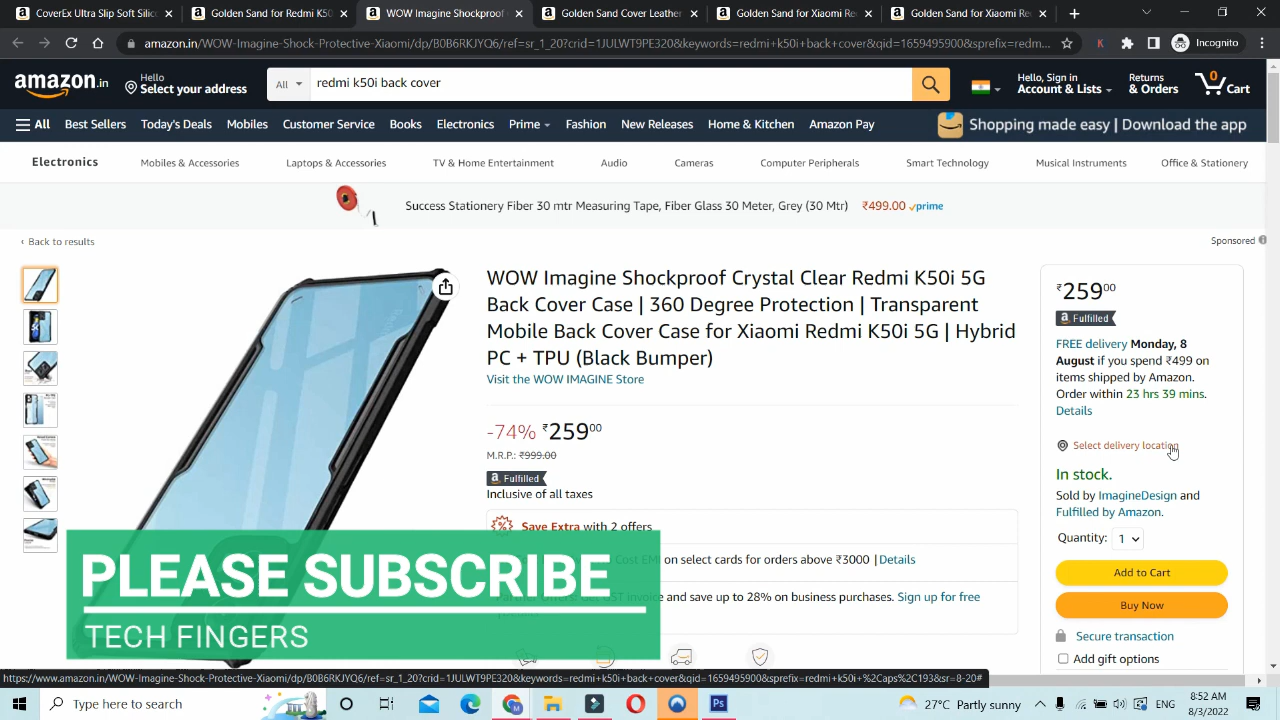 CoverEx Ultra Slip Soft Silic
Golden Sand for Redmi K50
WOW Imagine Shockproof
Golden Sand Cover Leather
Golden Sand for Xiaomi Re
Golden Sand for Xiaomi Re
amazon.in/WOW-Imagine-Shock-Protective-Xiaomi/dp/B0B6RKJYQ6/ref=sr_1_20?crid=1JULWT9PE320&keywords=redmi+k50i+back+cover&qid=1659495900&sprefix=redm...
Incognito
amazon.in
Hello
Select your address
All
redmi k50i back cover
Hello, Sign in
Account & Lists
Returns
& Orders
0
Cart
All
Best Sellers
Today's Deals
Mobiles
Customer Service
Books
Electronics
Prime
Fashion
New Releases
Home & Kitchen
Amazon Pay
Shopping made easy | Download the app
Electronics
Mobiles & Accessories
Laptops & Accessories
TV & Home Entertainment
Audio
Cameras
Computer Peripherals
Smart Technology
Musical Instruments
Office & Stationery
Success Stationery Fiber 30 mtr Measuring Tape, Fiber Glass 30 Meter, Grey (30 Mtr) ₹499.00 prime
‹ Back to results
Sponsored
WOW Imagine Shockproof Crystal Clear Redmi K50i 5G
Back Cover Case | 360 Degree Protection | Transparent
Mobile Back Cover Case for Xiaomi Redmi K50i 5G | Hybrid
PC + TPU (Black Bumper)
Visit the WOW IMAGINE Store
-74% ₹25900
M.R.P.: ₹999.00
Fulfilled
Inclusive of all taxes
Save Extra with 2 offers
Cost EMI on select cards for orders above ₹3000 | Details
Get GST invoice and save up to 28% on business purchases. Sign up for free
₹25900
Fulfilled
FREE delivery Monday, 8
August if you spend ₹499 on
items shipped by Amazon.
Order within 23 hrs 39 mins.
Details
Select delivery location
In stock.
Sold by ImagineDesign and
Fulfilled by Amazon.
Quantity: 1
Add to Cart
Buy Now
Secure transaction
Add gift options
PLEASE SUBSCRIBE
TECH FINGERS
https://www.amazon.in/WOW-Imagine-Shock-Protective-Xiaomi/dp/B0B6RKJYQ6/ref=sr_1_20?crid=1JULWT9PE320&keywords=redmi+k50i+back+cover&qid=1659495900&sprefix=redmi+k50i+%2Caps%2C193&sr=8-20#
Type here to search
Ps
27°C Partly sunny
ENG
8:52 AM
8/3/2022